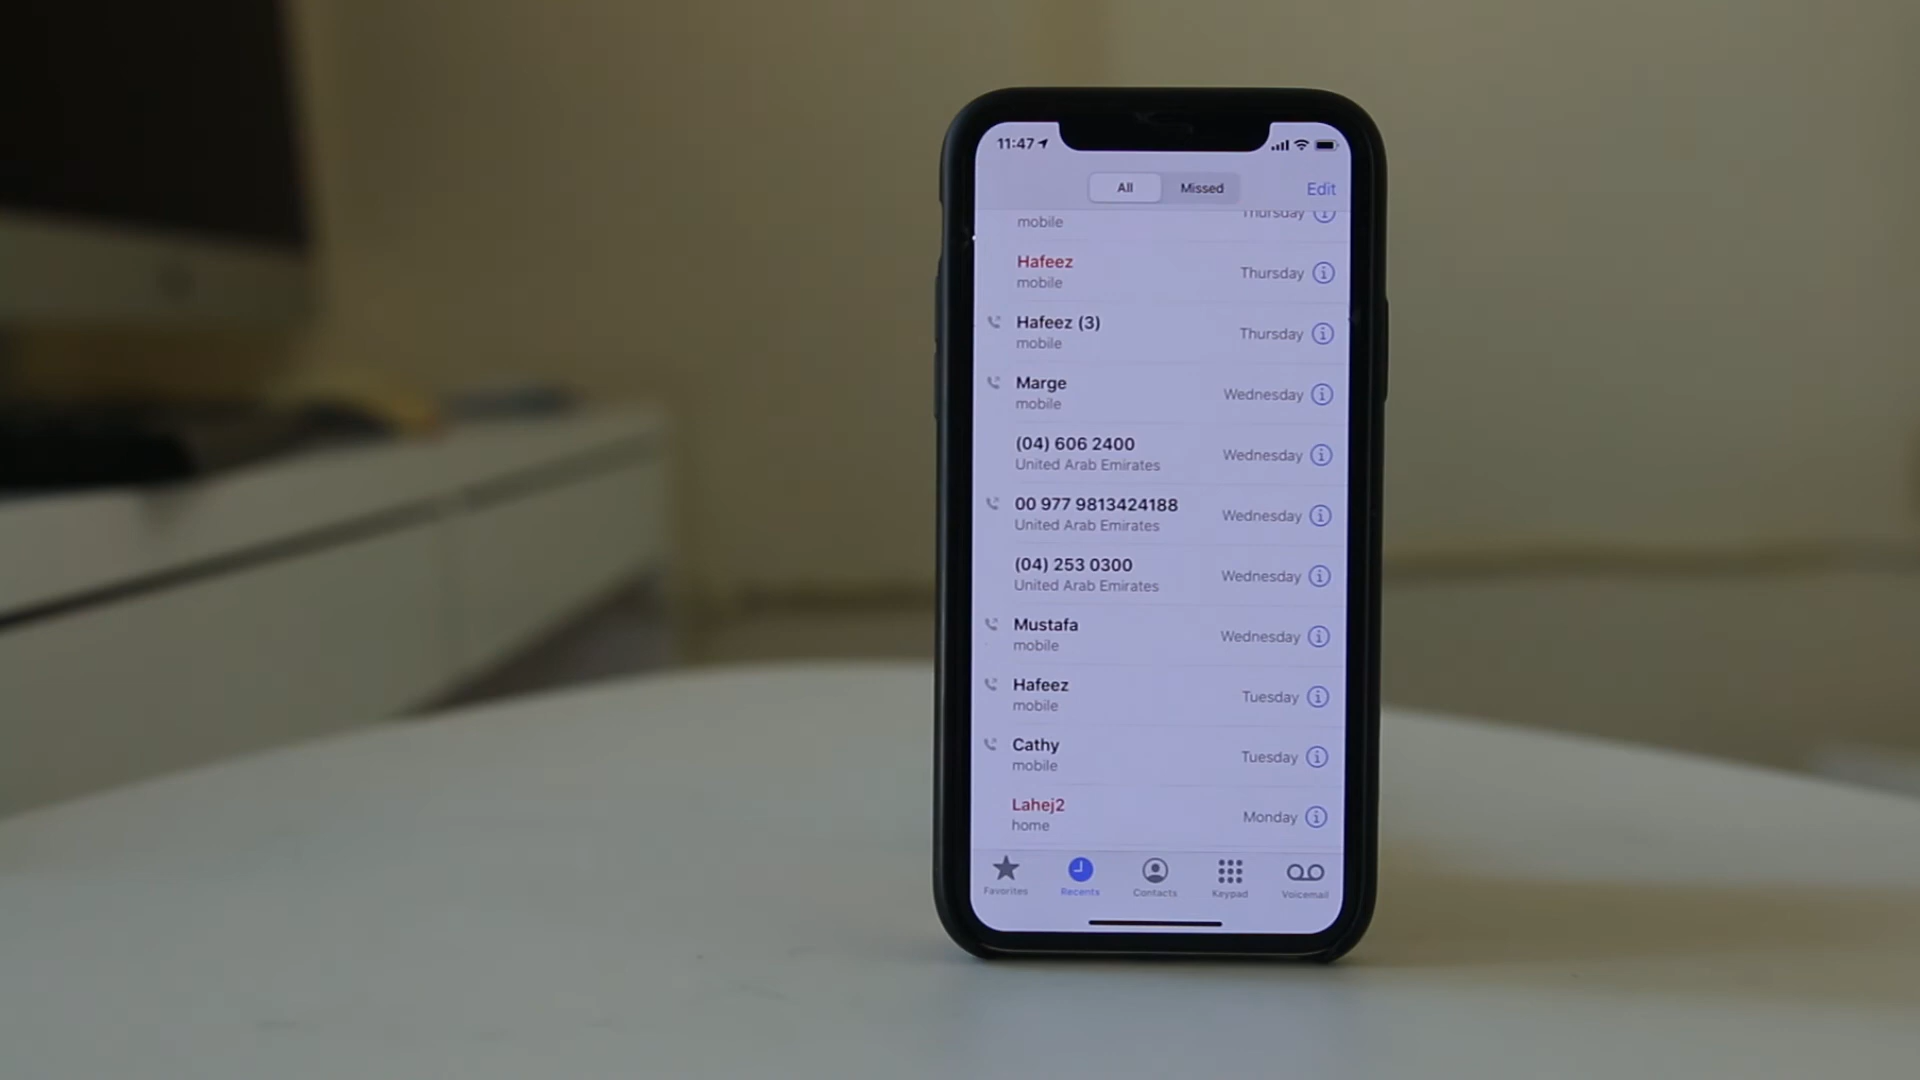 11:47
All Missed Edit
Thursday
mobile
Hafeez
mobile
Thursday
Hafeez (3)
mobile
Thursday
Marge
mobile
Wednesday
(04) 606 2400
United Arab Emirates
Wednesday
00 977 9813424188
United Arab Emirates
Wednesday
(04) 253 0300
United Arab Emirates
Wednesday
Mustafa
mobile
Wednesday
Hafeez
mobile
Tuesday
Cathy
mobile
Tuesday
Lahej2
home
Monday
Favorites Recents Contacts Keypad Voicemail